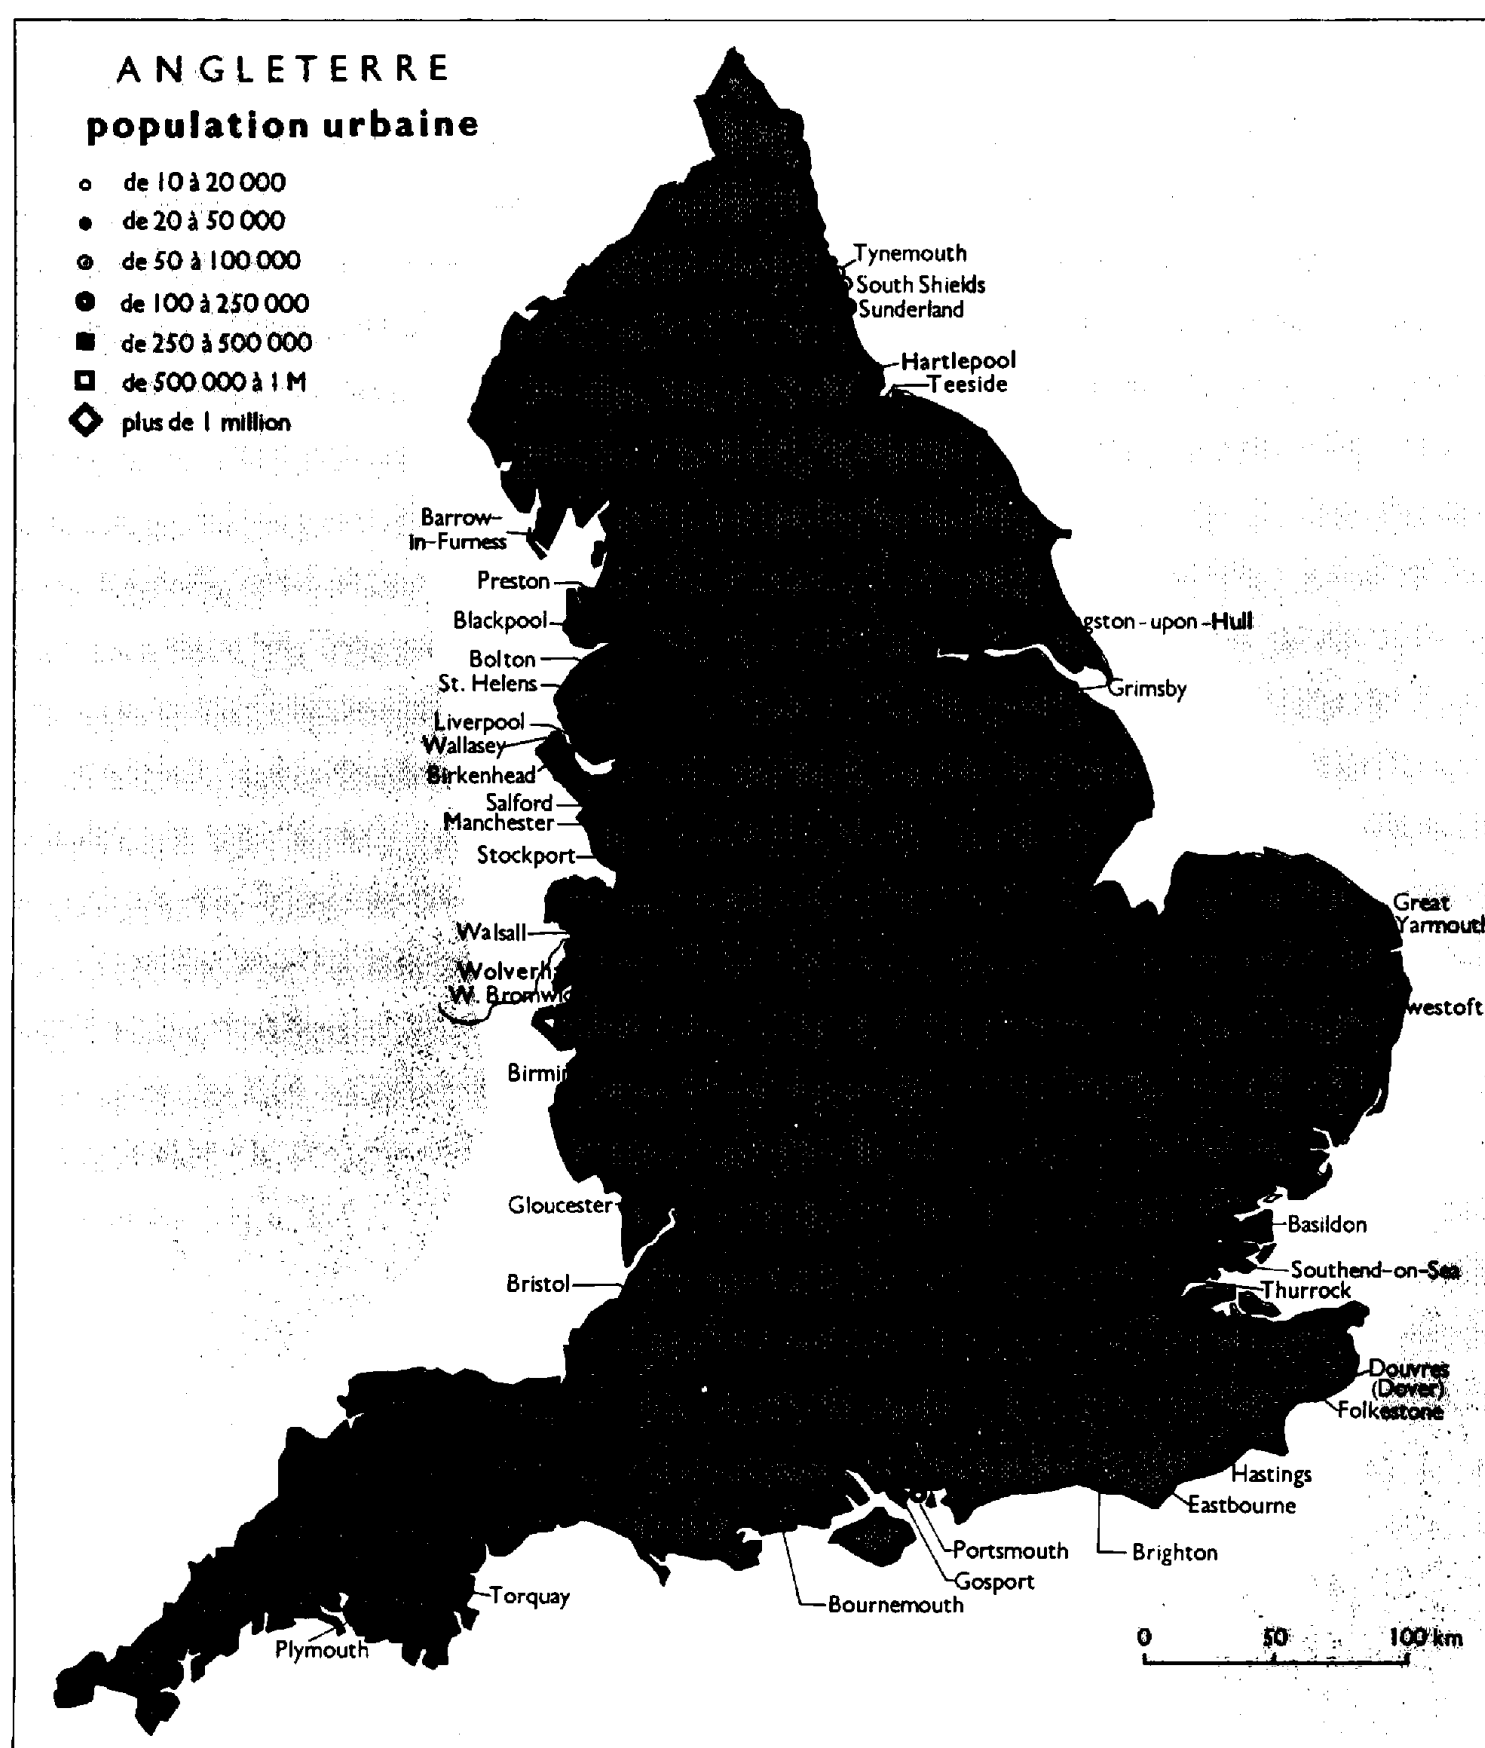 ANGLETERRE
population urbaine
de 10 à 20 000
de 20 à 50 000
de 50 à 100 000
de 100 à 250 000
de 250 à 500 000
de 500 000 à 1 M
plus de 1 million
Tynemouth
South Shields
Sunderland
Hartlepool
Teeside
Barrow-
in-Furness
Preston
Blackpool
gston-upon-Hull
Bolton
St. Helens
Grimsby
Liverpool
Wallasey
Birkenhead
Salford
Manchester
Stockport
Great
Yarmouth
Walsall
Wolverh
W. Bromwic
westoft
Birmin
Gloucester
Basildon
Bristol
Southend-on-Sea
Thurrock
Douvres
(Dover)
Folkestone
Hastings
Eastbourne
Portsmouth
Brighton
Gosport
Torquay
Bournemouth
Plymouth
0 50 100 km